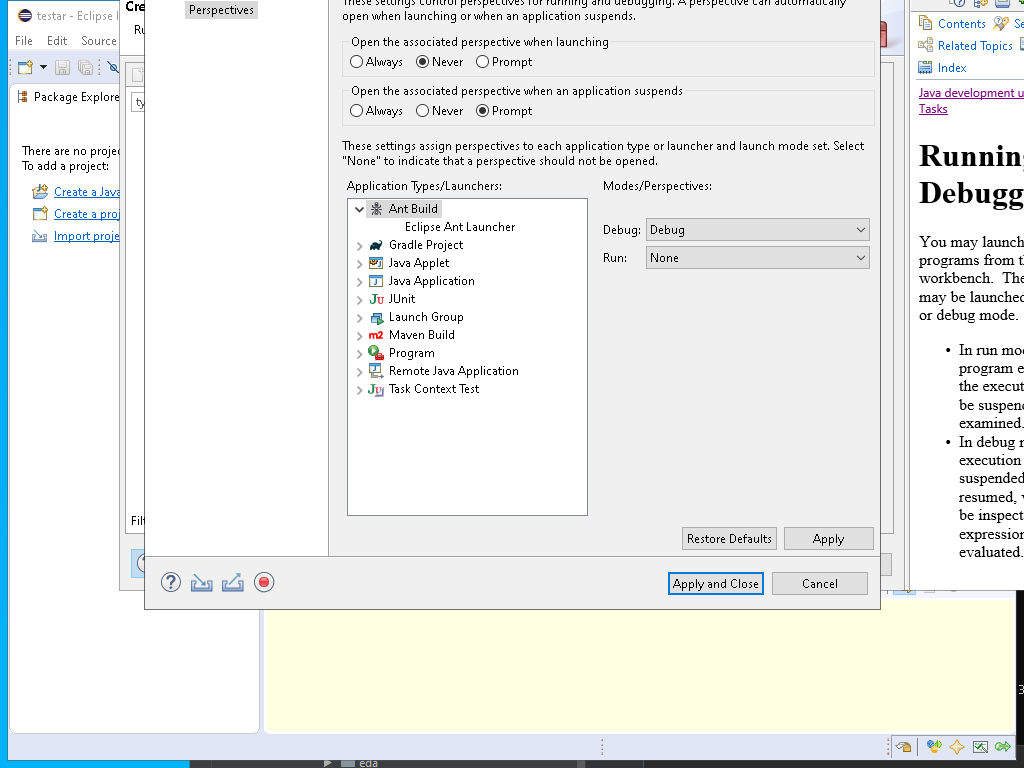 testar - Eclipse
File Edit Source
Package Explore
There are no proje
To add a project:
Create a Java
Create a proj
Import proje
Cre
Ru
ty
Filt
Perspectives
These settings control perspectives for running and debugging. A perspective can automatically
open when launching or when an application suspends.
Open the associated perspective when launching
Always Never Prompt
Open the associated perspective when an application suspends
Always Never Prompt
These settings assign perspectives to each application type or launcher and launch mode set. Select
"None" to indicate that a perspective should not be opened.
Application Types/Launchers:
Ant Build
Eclipse Ant Launcher
Gradle Project
Java Applet
Java Application
JUnit
Launch Group
Maven Build
Program
Remote Java Application
Task Context Test
Modes/Perspectives:
Debug: Debug
Run: None
Restore Defaults Apply
Apply and Close Cancel
Contents Se
Related Topics
Index
Java development u
Tasks
Running
Debugg
You may launch
programs from th
workbench. The
may be launched
or debug mode.
• In run mod
program e
the execut
be suspend
examined.
• In debug m
execution
suspended
resumed, v
be inspect
expression
evaluated.
3
eda